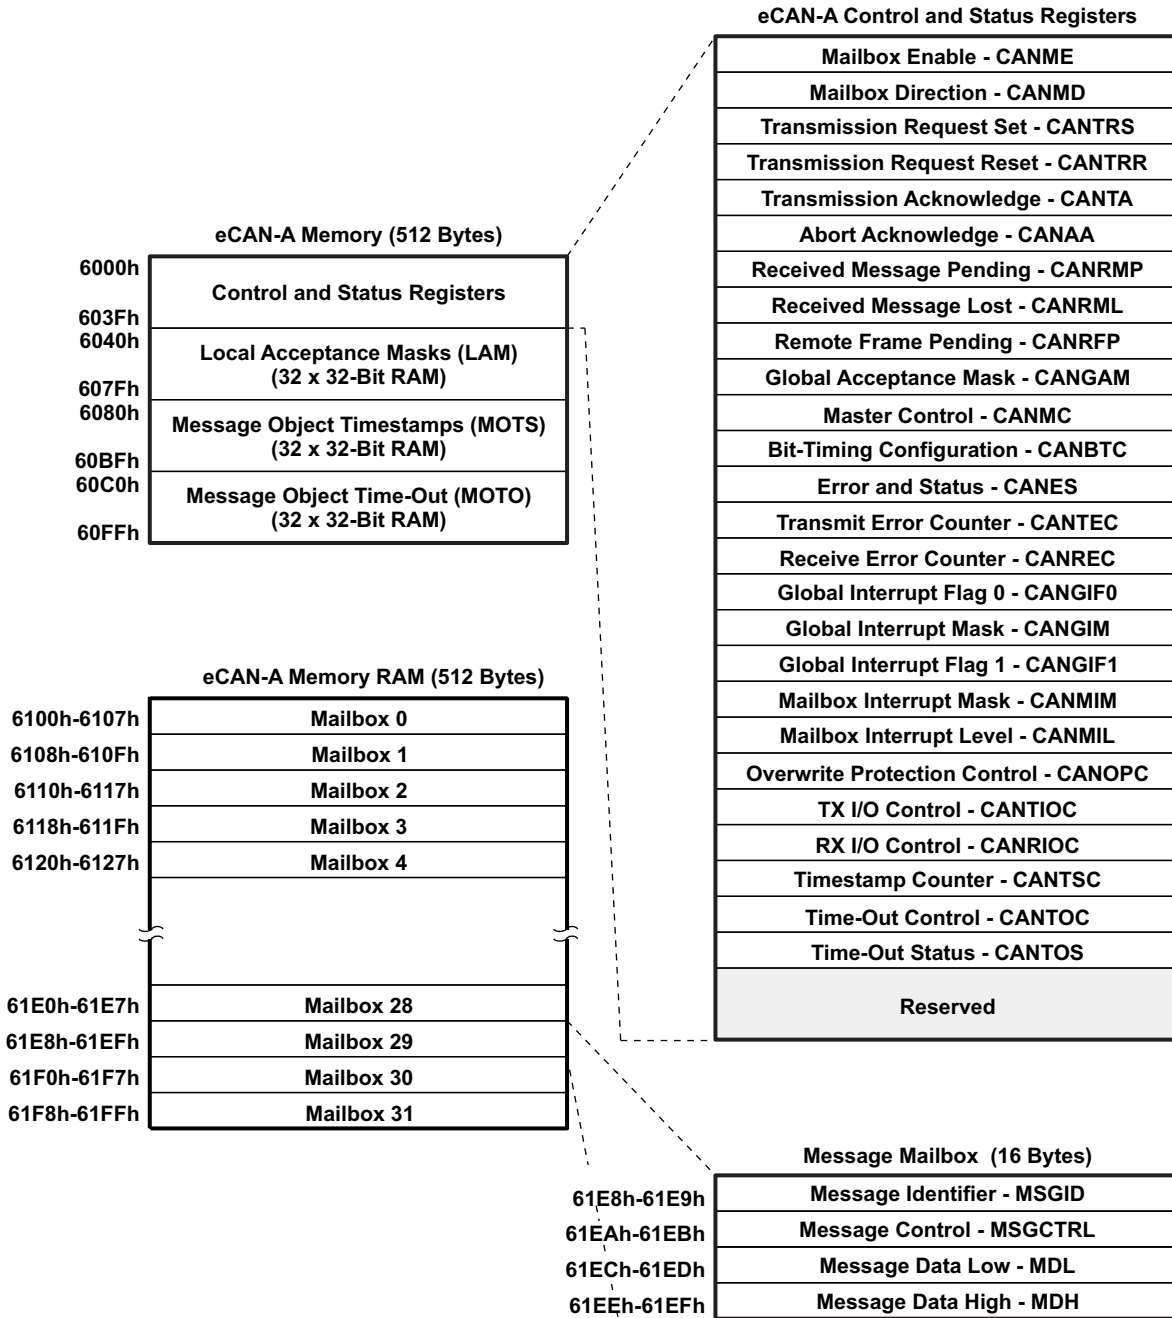 eCAN-A Control and Status Registers
Mailbox Enable - CANME
Mailbox Direction - CANMD
Transmission Request Set - CANTRS
Transmission Request Reset - CANTRR
Transmission Acknowledge - CANTA
Abort Acknowledge - CANAA
Received Message Pending - CANRMP
Received Message Lost - CANRML
Remote Frame Pending - CANRFP
Global Acceptance Mask - CANGAM
Master Control - CANMC
Bit-Timing Configuration - CANBTC
Error and Status - CANES
Transmit Error Counter - CANTEC
Receive Error Counter - CANREC
Global Interrupt Flag 0 - CANGIF0
Global Interrupt Mask - CANGIM
Global Interrupt Flag 1 - CANGIF1
Mailbox Interrupt Mask - CANMIM
Mailbox Interrupt Level - CANMIL
Overwrite Protection Control - CANOPC
TX I/O Control - CANTIOC
RX I/O Control - CANRIOC
Timestamp Counter - CANTSC
Time-Out Control - CANTOC
Time-Out Status - CANTOS
Reserved
eCAN-A Memory (512 Bytes)
6000h
Control and Status Registers
603Fh
6040h
Local Acceptance Masks (LAM)
(32 x 32-Bit RAM)
607Fh
6080h
Message Object Timestamps (MOTS)
(32 x 32-Bit RAM)
60BFh
60C0h
Message Object Time-Out (MOTO)
(32 x 32-Bit RAM)
60FFh
eCAN-A Memory RAM (512 Bytes)
6100h-6107h Mailbox 0
6108h-610Fh Mailbox 1
6110h-6117h Mailbox 2
6118h-611Fh Mailbox 3
6120h-6127h Mailbox 4
61E0h-61E7h Mailbox 28
61E8h-61EFh Mailbox 29
61F0h-61F7h Mailbox 30
61F8h-61FFh Mailbox 31
Message Mailbox (16 Bytes)
61E8h-61E9h Message Identifier - MSGID
61EAh-61EBh Message Control - MSGCTRL
61ECh-61EDh Message Data Low - MDL
61EEh-61EFh Message Data High - MDH